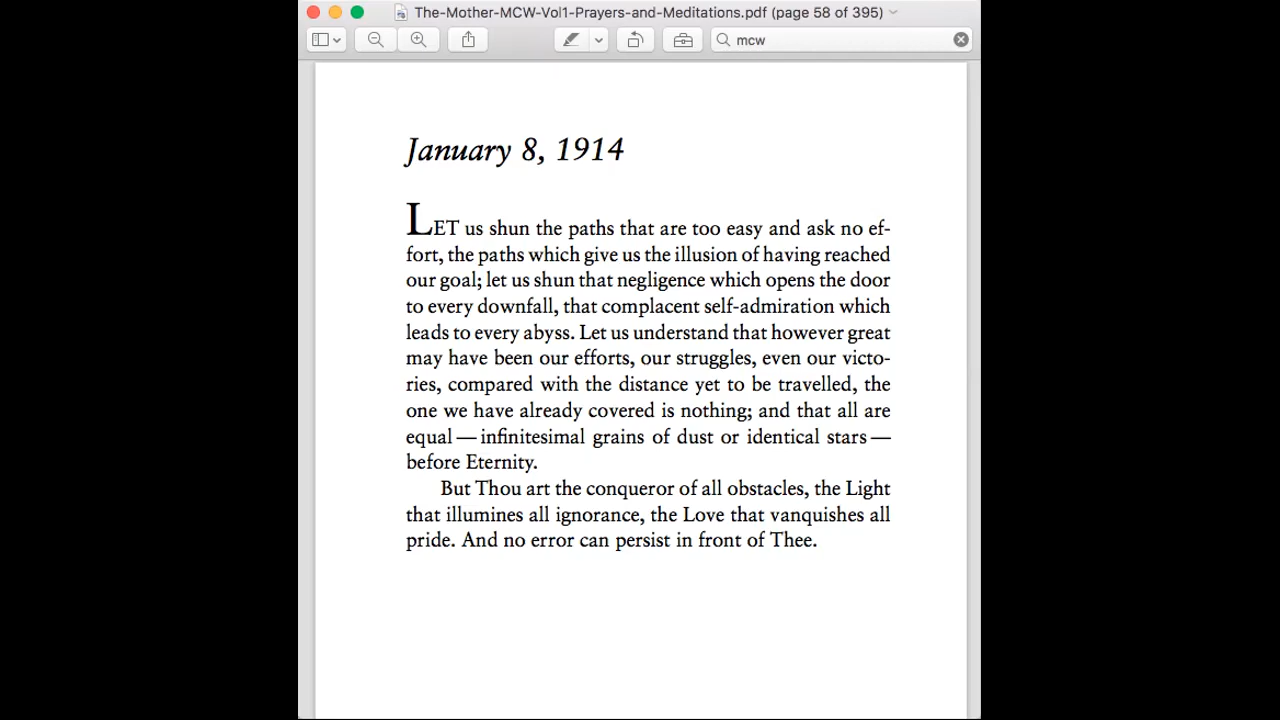 The-Mother-MCW-Vol1-Prayers-and-Meditations.pdf (page 58 of 395)
mcw
January 8, 1914
LET us shun the paths that are too easy and ask no ef-
fort, the paths which give us the illusion of having reached
our goal; let us shun that negligence which opens the door
to every downfall, that complacent self-admiration which
leads to every abyss. Let us understand that however great
may have been our efforts, our struggles, even our victo-
ries, compared with the distance yet to be travelled, the
one we have already covered is nothing; and that all are
equal — infinitesimal grains of dust or identical stars —
before Eternity.
But Thou art the conqueror of all obstacles, the Light
that illumines all ignorance, the Love that vanquishes all
pride. And no error can persist in front of Thee.